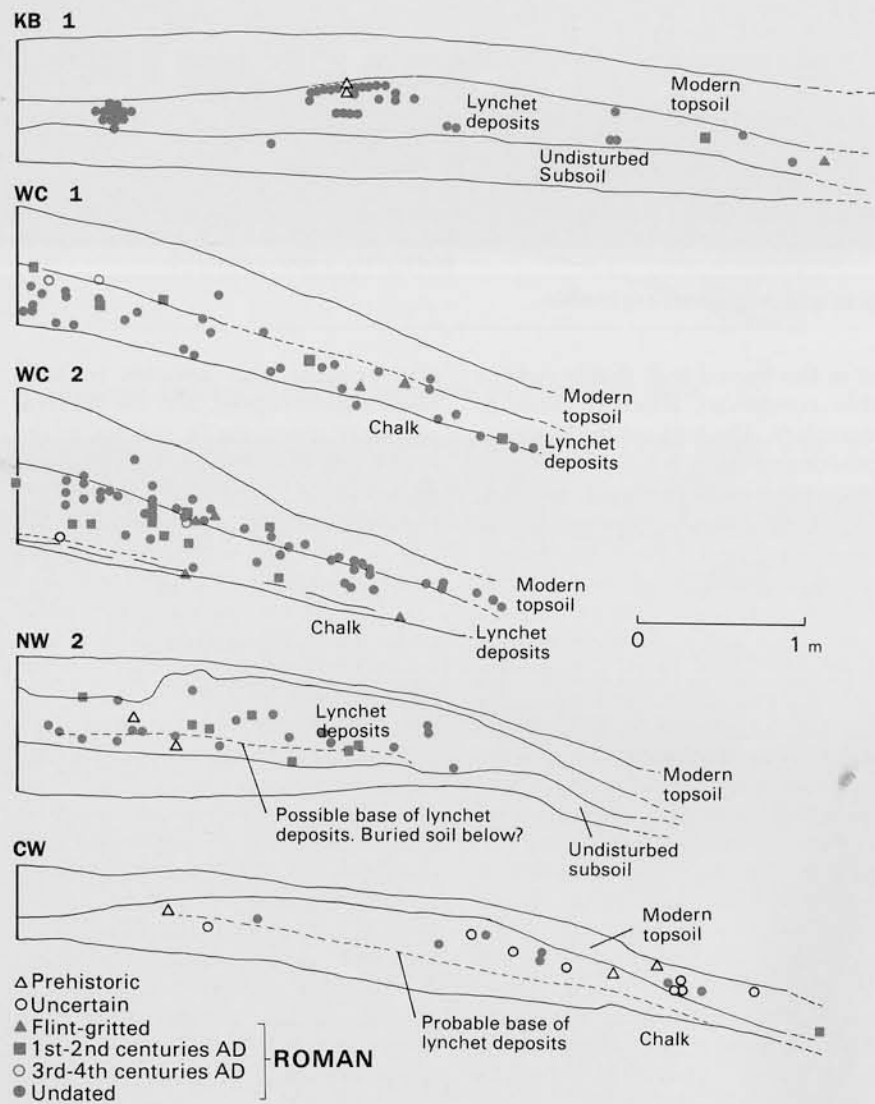 KB 1
Modern
topsoil
Lynchet
deposits
Undisturbed
Subsoil
WC 1
Modern
topsoil
Chalk
Lynchet
deposits
WC 2
Modern
topsoil
Chalk
Lynchet
deposits
0 1 m
NW 2
Lynchet
deposits
Modern
topsoil
Possible base of lynchet
deposits. Buried soil below?
Undisturbed
subsoil
CW
Modern
topsoil
Probable base of
lynchet deposits
Chalk
Prehistoric
Uncertain
Flint-gritted
1st-2nd centuries AD
3rd-4th centuries AD
Undated
ROMAN